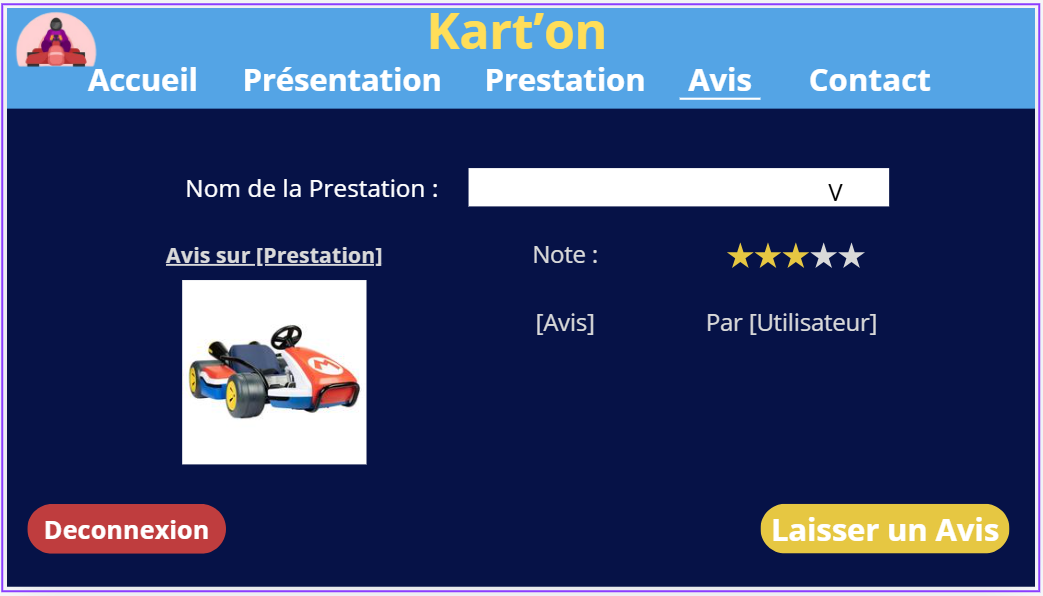 Kart’on
Accueil Présentation Prestation Avis Contact
Nom de la Prestation : V
Avis sur [Prestation] Note : ★★★★★
[Avis] Par [Utilisateur]
M
Deconnexion Laisser un Avis